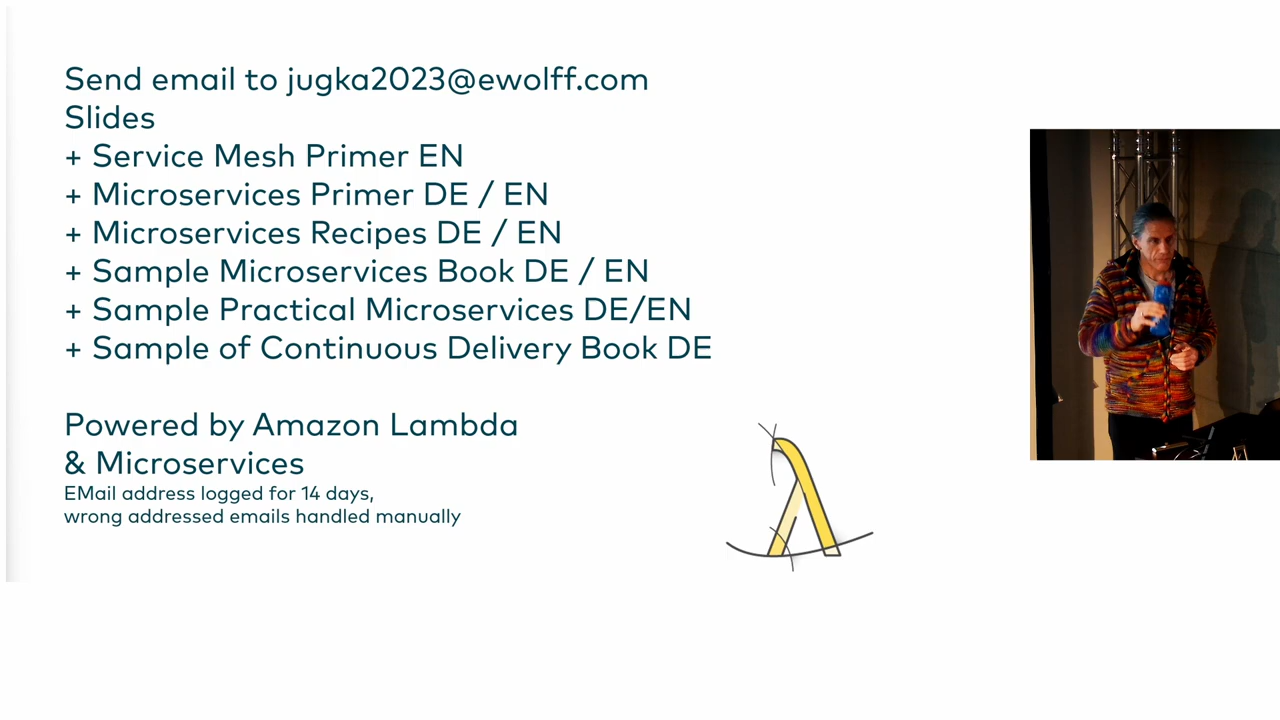 Send email to jugka2023@ewolff.com
Slides
+ Service Mesh Primer EN
+ Microservices Primer DE / EN
+ Microservices Recipes DE / EN
+ Sample Microservices Book DE / EN
+ Sample Practical Microservices DE/EN
+ Sample of Continuous Delivery Book DE
Powered by Amazon Lambda
& Microservices
EMail address logged for 14 days,
wrong addressed emails handled manually